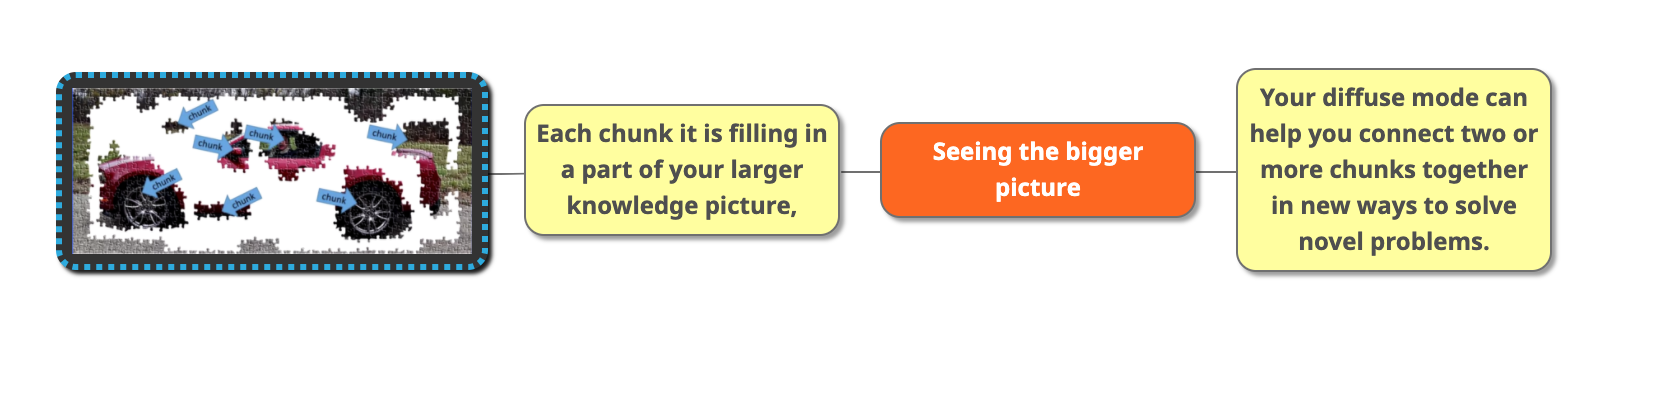 chunk
chunk
chunk
chunk
chunk
chunk
chunk
Each chunk it is filling in
a part of your larger
knowledge picture,
Seeing the bigger
picture
Your diffuse mode can
help you connect two or
more chunks together
in new ways to solve
novel problems.